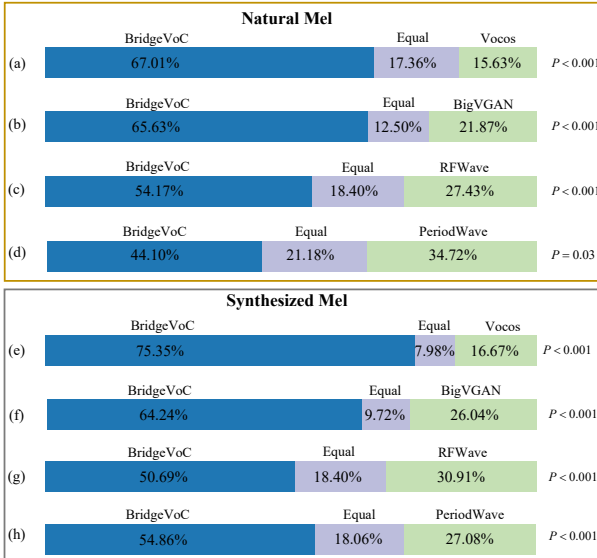 Natural Mel
BridgeVoC Equal Vocos
(a) 67.01% 17.36% 15.63% P < 0.001
BridgeVoC Equal BigVGAN
(b) 65.63% 12.50% 21.87% P < 0.001
BridgeVoC Equal RFWave
(c) 54.17% 18.40% 27.43% P < 0.001
BridgeVoC Equal PeriodWave
(d) 44.10% 21.18% 34.72% P = 0.03
Synthesized Mel
BridgeVoC Equal Vocos
(e) 75.35% 7.98% 16.67% P < 0.001
BridgeVoC Equal BigVGAN
(f) 64.24% 9.72% 26.04% P < 0.001
BridgeVoC Equal RFWave
(g) 50.69% 18.40% 30.91% P < 0.001
BridgeVoC Equal PeriodWave
(h) 54.86% 18.06% 27.08% P < 0.001